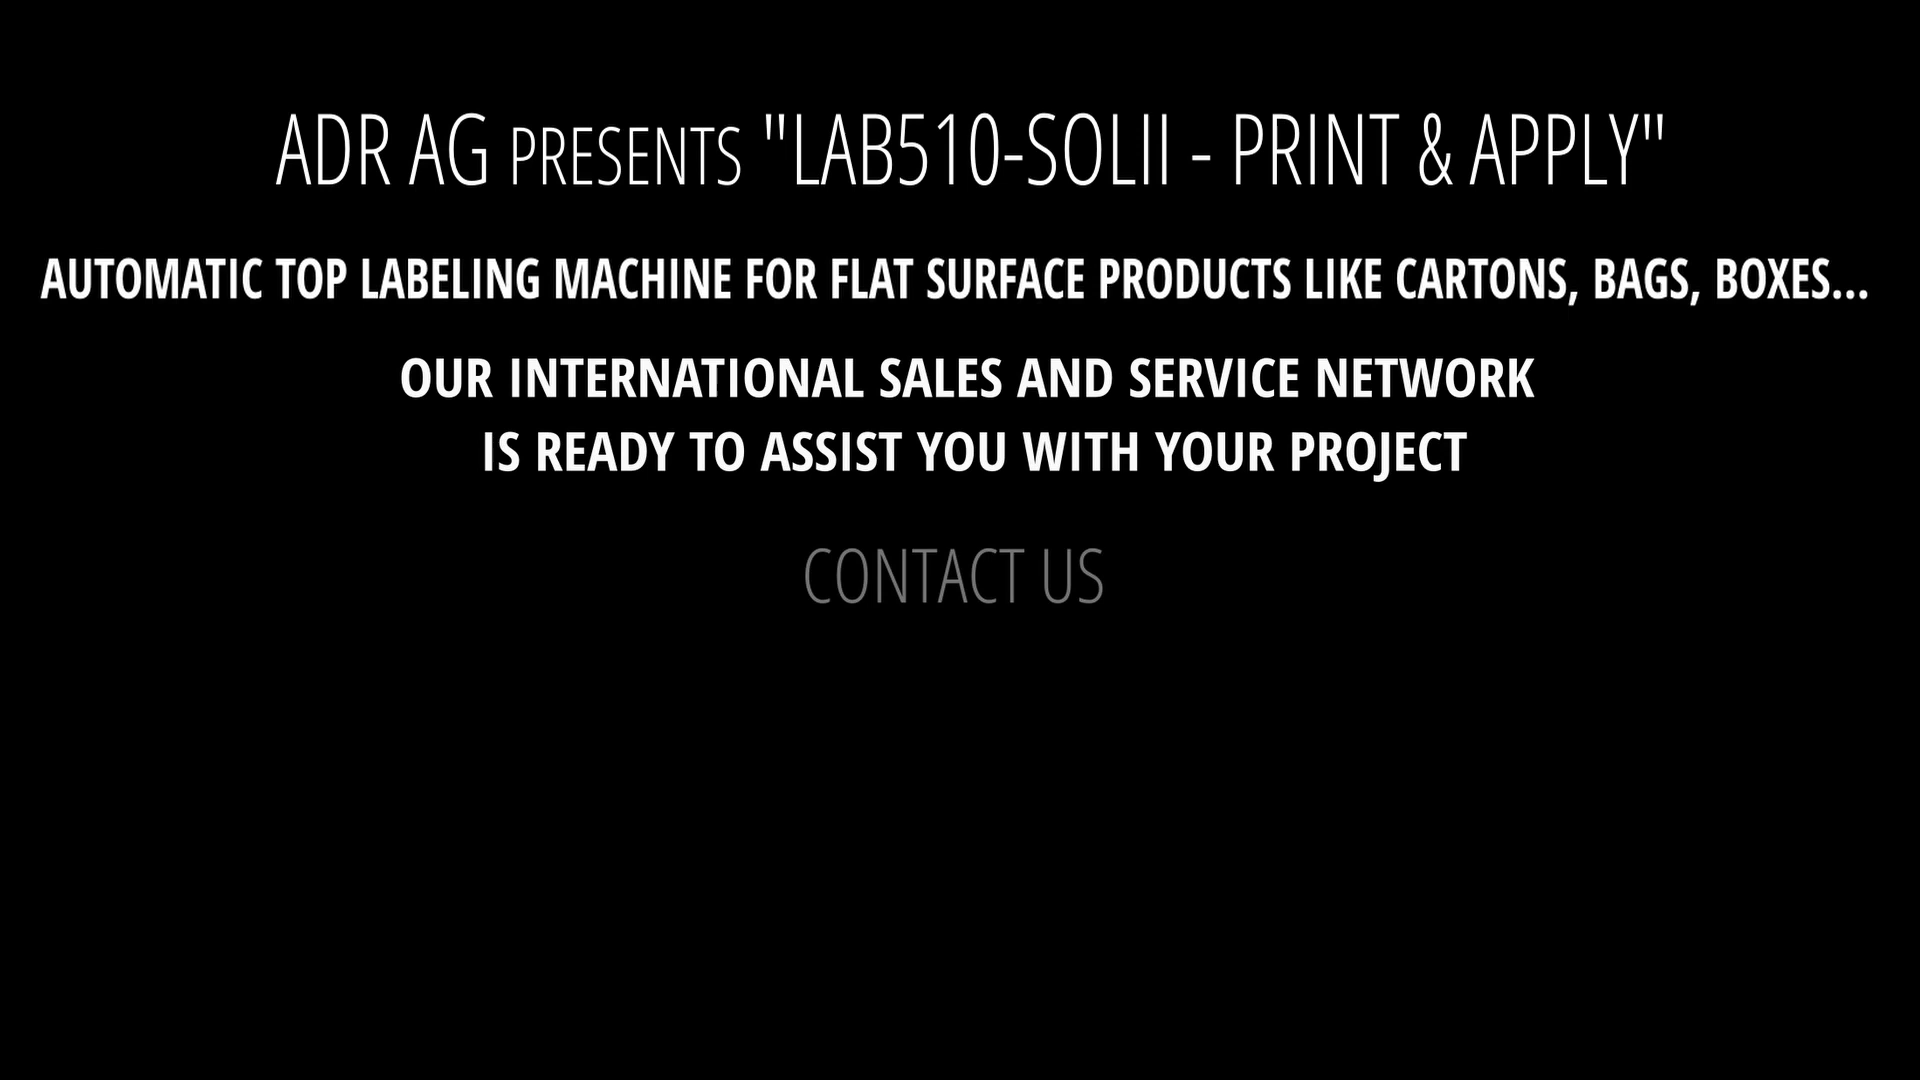 ADR AG PRESENTS "LAB510-SOLII - PRINT & APPLY"
AUTOMATIC TOP LABELING MACHINE FOR FLAT SURFACE PRODUCTS LIKE CARTONS, BAGS, BOXES...
OUR INTERNATIONAL SALES AND SERVICE NETWORK
IS READY TO ASSIST YOU WITH YOUR PROJECT
CONTACT US